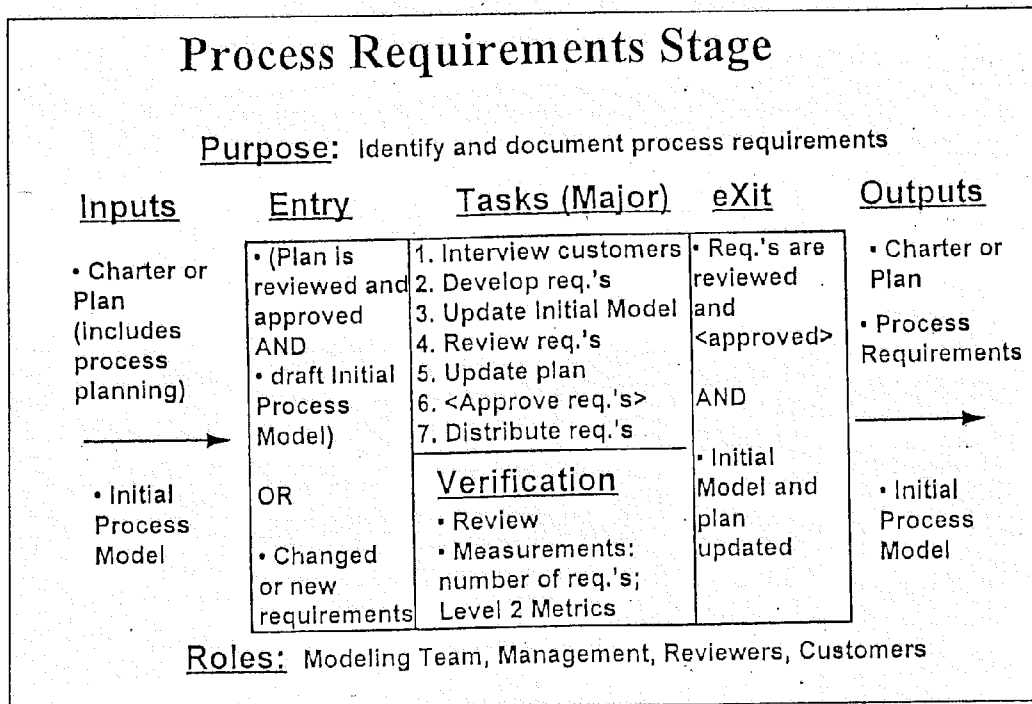 Process Requirements Stage
Purpose: Identify and document process requirements
Inputs
• Charter or
Plan
(includes
process
planning)
• Initial
Process
Model
Entry
• (Plan is
reviewed and
approved
AND
• draft Initial
Process
Model)
OR
• Changed
or new
requirements
Tasks (Major)
1. Interview customers
2. Develop req.'s
3. Update Initial Model
4. Review req.'s
5. Update plan
6. <Approve req.'s>
7. Distribute req.'s
Verification
• Review
• Measurements:
number of req.'s;
Level 2 Metrics
eXit
• Req.'s are
reviewed
and
<approved>
AND
• Initial
Model and
plan
updated
Outputs
• Charter or
Plan
• Process
Requirements
• Initial
Process
Model
Roles: Modeling Team, Management, Reviewers, Customers